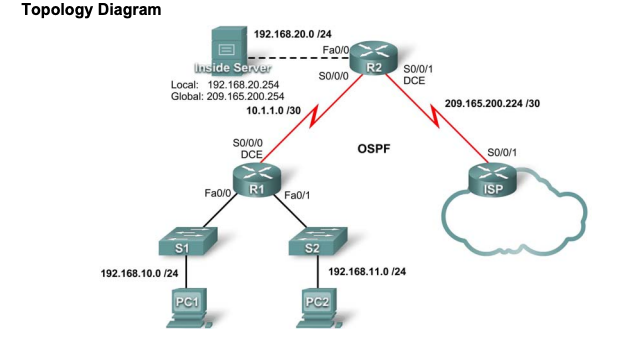 Topology Diagram
192.168.20.0 /24
Fa0/0
R2
Inside Server
S0/0/0
S0/0/1
DCE
Local: 192.168.20.254
Global: 209.165.200.254
10.1.1.0 /30
209.165.200.224 /30
S0/0/0
DCE
OSPF
S0/0/1
R1
ISP
Fa0/0
Fa0/1
S1
S2
192.168.10.0 /24
192.168.11.0 /24
PC1
PC2